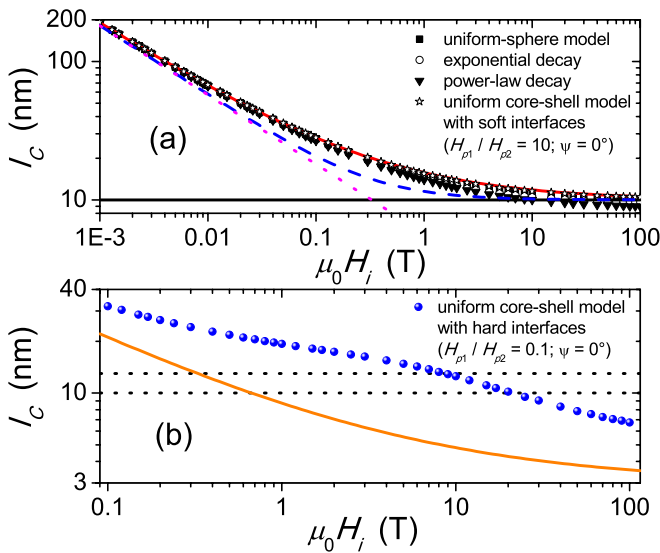 200
100
10
l_C (nm)
(a)
uniform-sphere model
exponential decay
power-law decay
uniform core-shell model
with soft interfaces
(H_p1 / H_p2 = 10; ψ = 0°)
1E-3 0.01 0.1 1 10 100
μ_0H_i (T)
40
10
3
l_C (nm)
(b)
uniform core-shell model
with hard interfaces
(H_p1 / H_p2 = 0.1; ψ = 0°)
0.1 1 10 100
μ_0H_i (T)